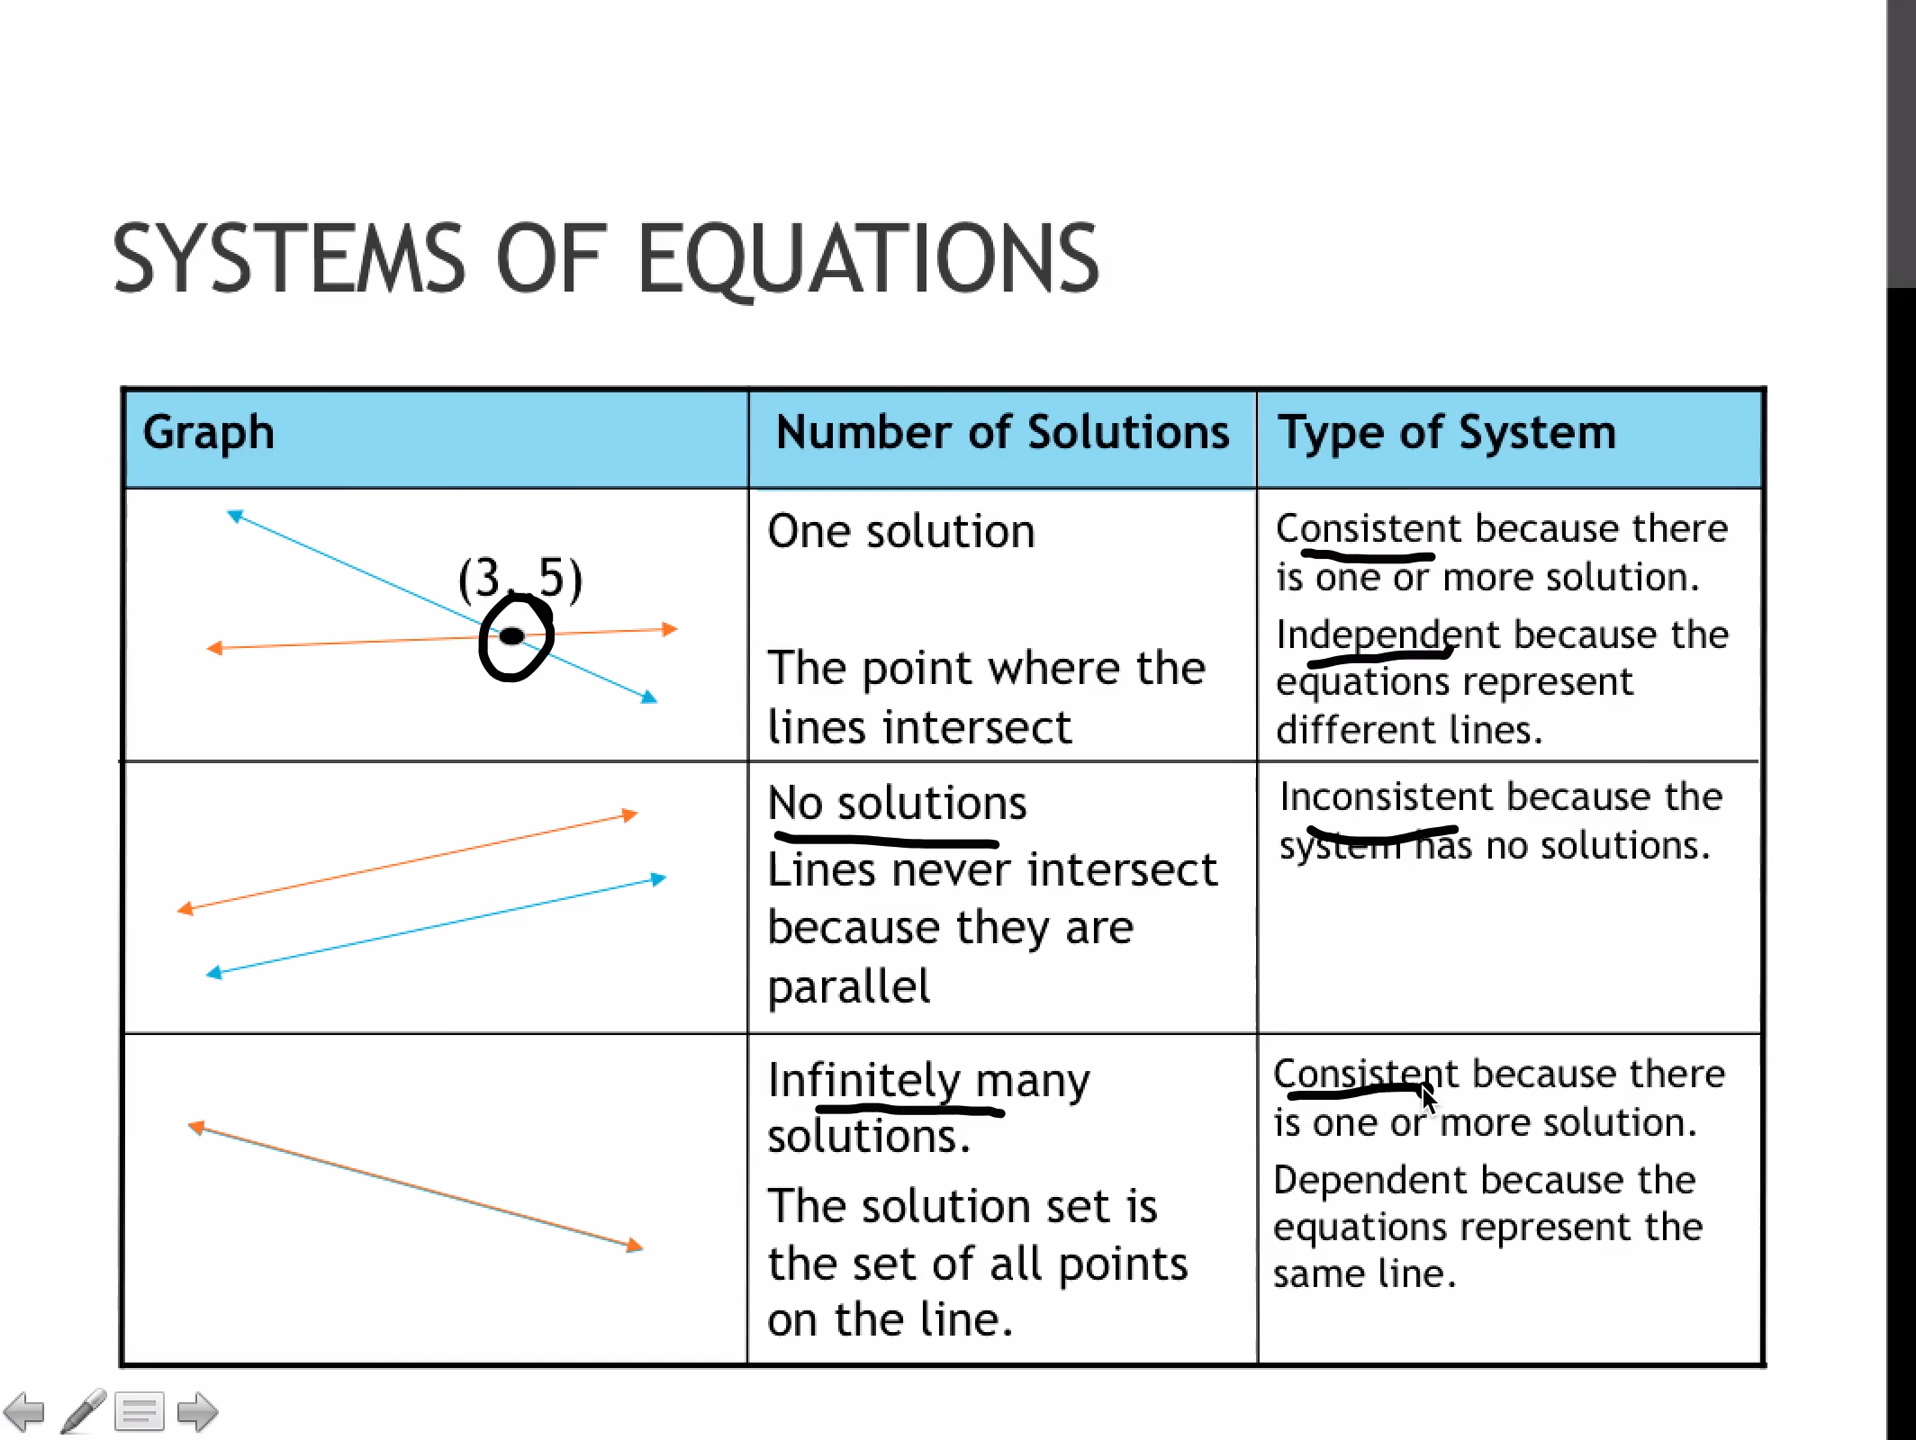 SYSTEMS OF EQUATIONS
Graph
Number of Solutions
Type of System
(3, 5)
One solution
The point where the
lines intersect
Consistent because there
is one or more solution.
Independent because the
equations represent
different lines.
No solutions
Lines never intersect
because they are
parallel
Inconsistent because the
system has no solutions.
Infinitely many
solutions.
The solution set is
the set of all points
on the line.
Consistent because there
is one or more solution.
Dependent because the
equations represent the
same line.